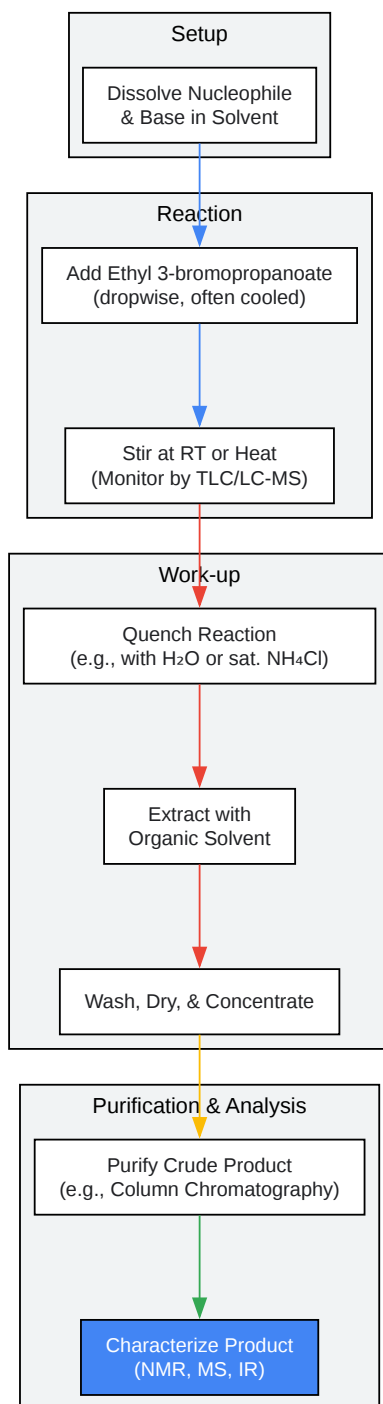 Setup
Dissolve Nucleophile
& Base in Solvent
Reaction
Add Ethyl 3-bromopropanoate
(dropwise, often cooled)
Stir at RT or Heat
(Monitor by TLC/LC-MS)
Work-up
Quench Reaction
(e.g., with H₂O or sat. NH₄Cl)
Extract with
Organic Solvent
Wash, Dry, & Concentrate
Purification & Analysis
Purify Crude Product
(e.g., Column Chromatography)
Characterize Product
(NMR, MS, IR)